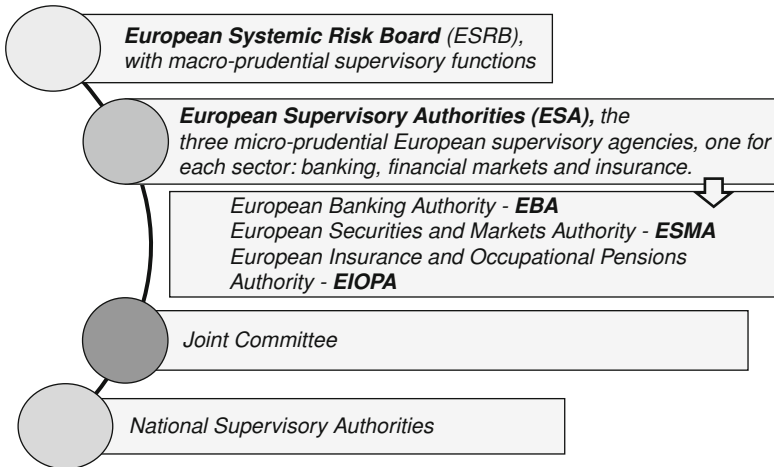 European Systemic Risk Board (ESRB),
with macro-prudential supervisory functions
European Supervisory Authorities (ESA), the
three micro-prudential European supervisory agencies, one for
each sector: banking, financial markets and insurance.
European Banking Authority - EBA
European Securities and Markets Authority - ESMA
European Insurance and Occupational Pensions
Authority - EIOPA
Joint Committee
National Supervisory Authorities